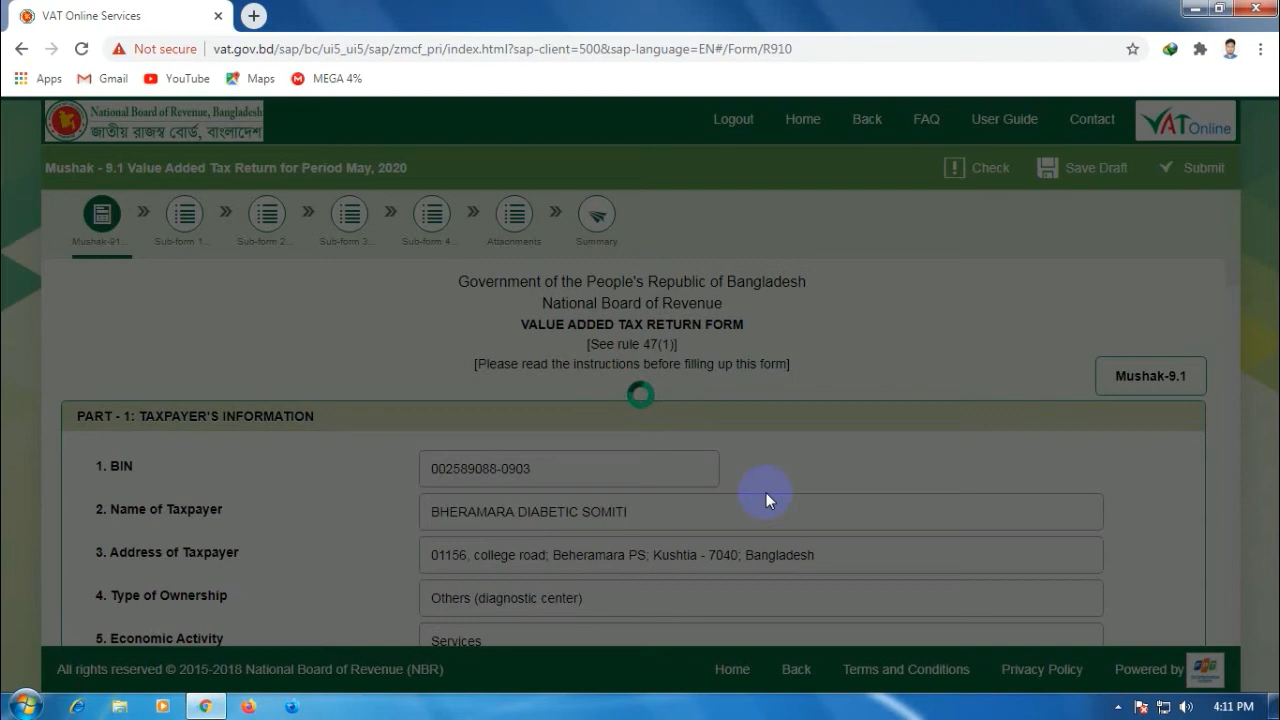 VAT Online Services
Not secure vat.gov.bd/sap/bc/ui5_ui5/sap/zmcf_pri/index.html?sap-client=500&sap-language=EN#/Form/R910
Apps Gmail YouTube Maps MEGA 4%
National Board of Revenue, Bangladesh
জাতীয় রাজস্ব বোর্ড, বাংলাদেশ
Logout Home Back FAQ User Guide Contact VAT Online
Mushak - 9.1 Value Added Tax Return for Period May, 2020 Check Save Draft Submit
Mushak-91... Sub-form 1... Sub-form 2... Sub-form 3... Sub-form 4... Attachments Summary
Government of the People's Republic of Bangladesh
National Board of Revenue
VALUE ADDED TAX RETURN FORM
[See rule 47(1)]
[Please read the instructions before filling up this form]
Mushak-9.1
PART - 1: TAXPAYER'S INFORMATION
1. BIN 002589088-0903
2. Name of Taxpayer BHERAMARA DIABETIC SOMITI
3. Address of Taxpayer 01156, college road; Beheramara PS; Kushtia - 7040; Bangladesh
4. Type of Ownership Others (diagnostic center)
5. Economic Activity Services
All rights reserved © 2015-2018 National Board of Revenue (NBR) Home Back Terms and Conditions Privacy Policy Powered by
4:11 PM